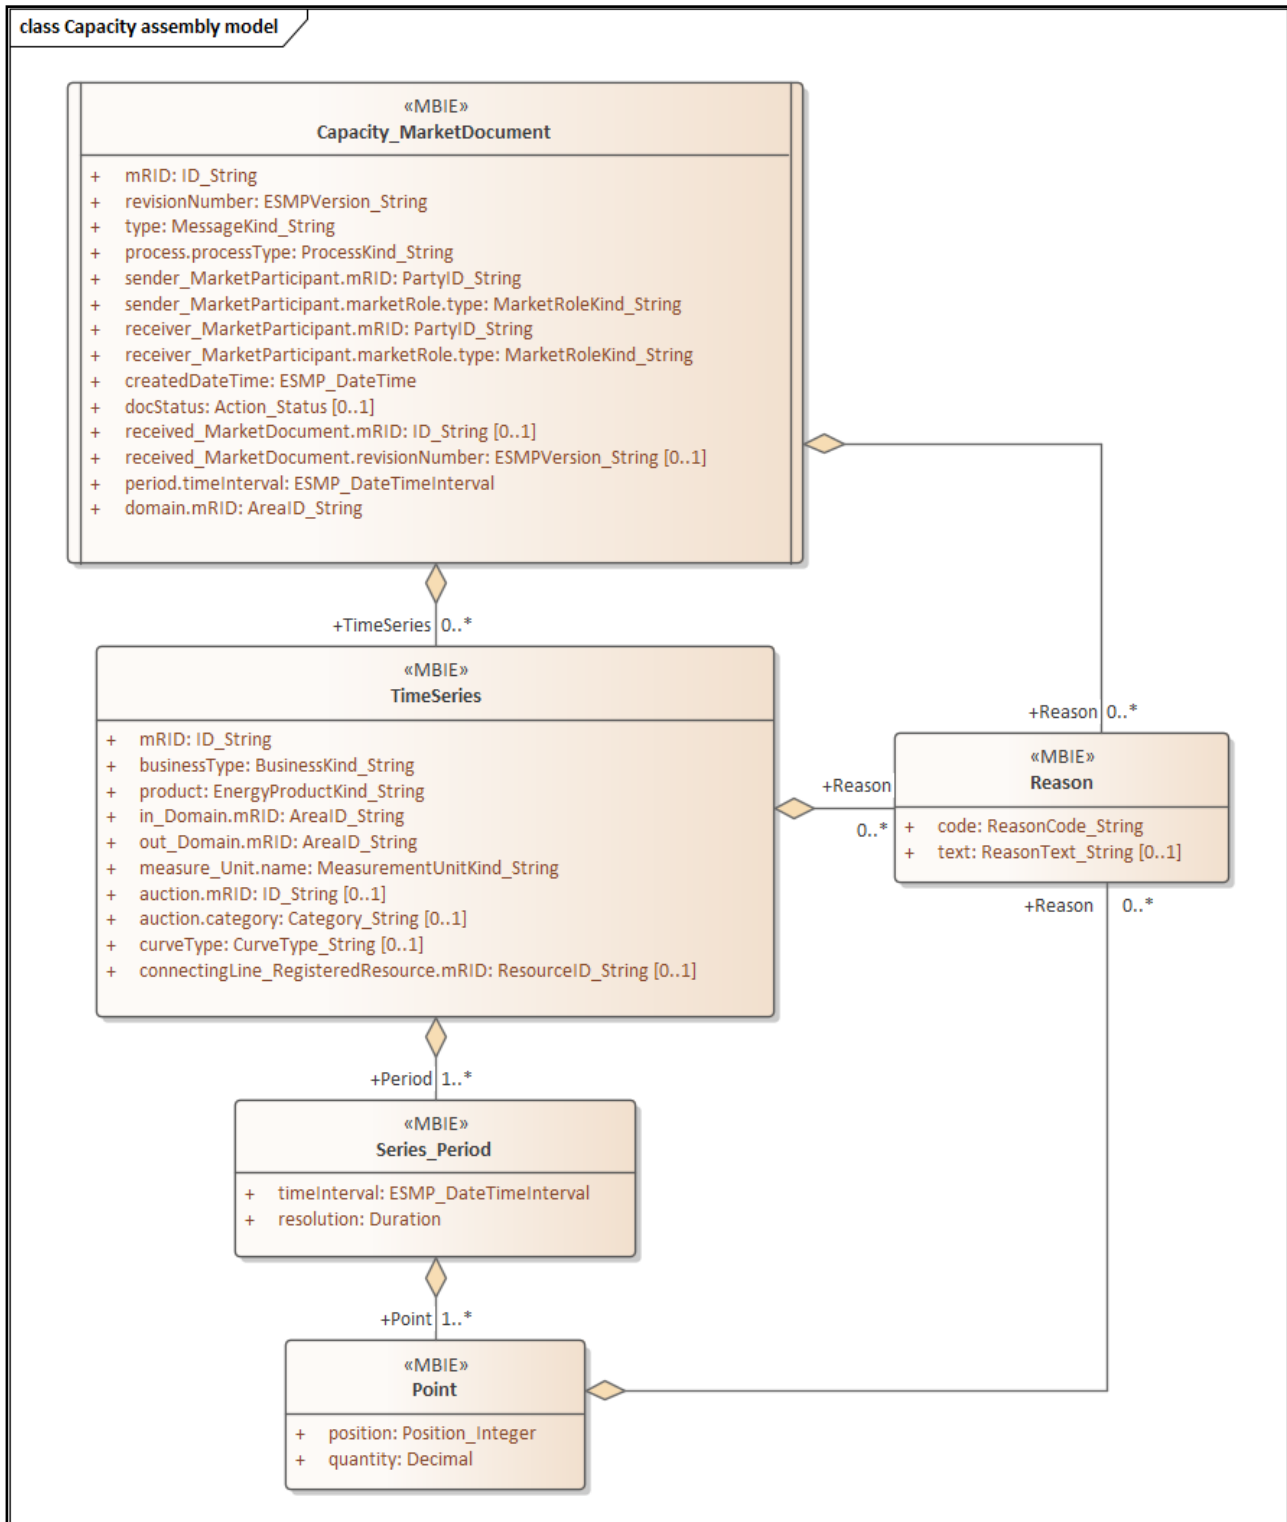 class Capacity assembly model
«MBIE»
Capacity_MarketDocument
+ mRID: ID_String
+ revisionNumber: ESMPVersion_String
+ type: MessageKind_String
+ process.processType: ProcessKind_String
+ sender_MarketParticipant.mRID: PartyID_String
+ sender_MarketParticipant.marketRole.type: MarketRoleKind_String
+ receiver_MarketParticipant.mRID: PartyID_String
+ receiver_MarketParticipant.marketRole.type: MarketRoleKind_String
+ createdDateTime: ESMP_DateTime
+ docStatus: Action_Status [0..1]
+ received_MarketDocument.mRID: ID_String [0..1]
+ received_MarketDocument.revisionNumber: ESMPVersion_String [0..1]
+ period.timeInterval: ESMP_DateTimeInterval
+ domain.mRID: AreaID_String
+TimeSeries 0..*
«MBIE»
TimeSeries
+ mRID: ID_String
+ businessType: BusinessKind_String
+ product: EnergyProductKind_String
+ in_Domain.mRID: AreaID_String
+ out_Domain.mRID: AreaID_String
+ measure_Unit.name: MeasurementUnitKind_String
+ auction.mRID: ID_String [0..1]
+ auction.category: Category_String [0..1]
+ curveType: CurveType_String [0..1]
+ connectingLine_RegisteredResource.mRID: ResourceID_String [0..1]
+Reason 0..*
+Reason
0..*
«MBIE»
Reason
+ code: ReasonCode_String
+ text: ReasonText_String [0..1]
+Reason 0..*
+Period 1..*
«MBIE»
Series_Period
+ timeInterval: ESMP_DateTimeInterval
+ resolution: Duration
+Point 1..*
«MBIE»
Point
+ position: Position_Integer
+ quantity: Decimal